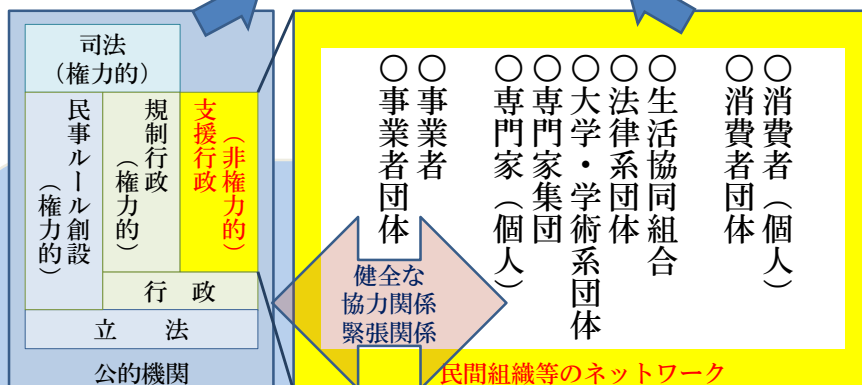 司法
（権力的）
民事ルール創設
（権力的）
規制行政
（権力的）
支援行政
（非権力的）
行 政
立 法
公的機関
○消費者（個人）
○消費者団体
○生活協同組合
○法律系団体
○大学・学術系団体
○専門家集団
○専門家（個人）
○事業者
○事業者団体
健全な
協力関係
緊張関係
民間組織等のネットワーク